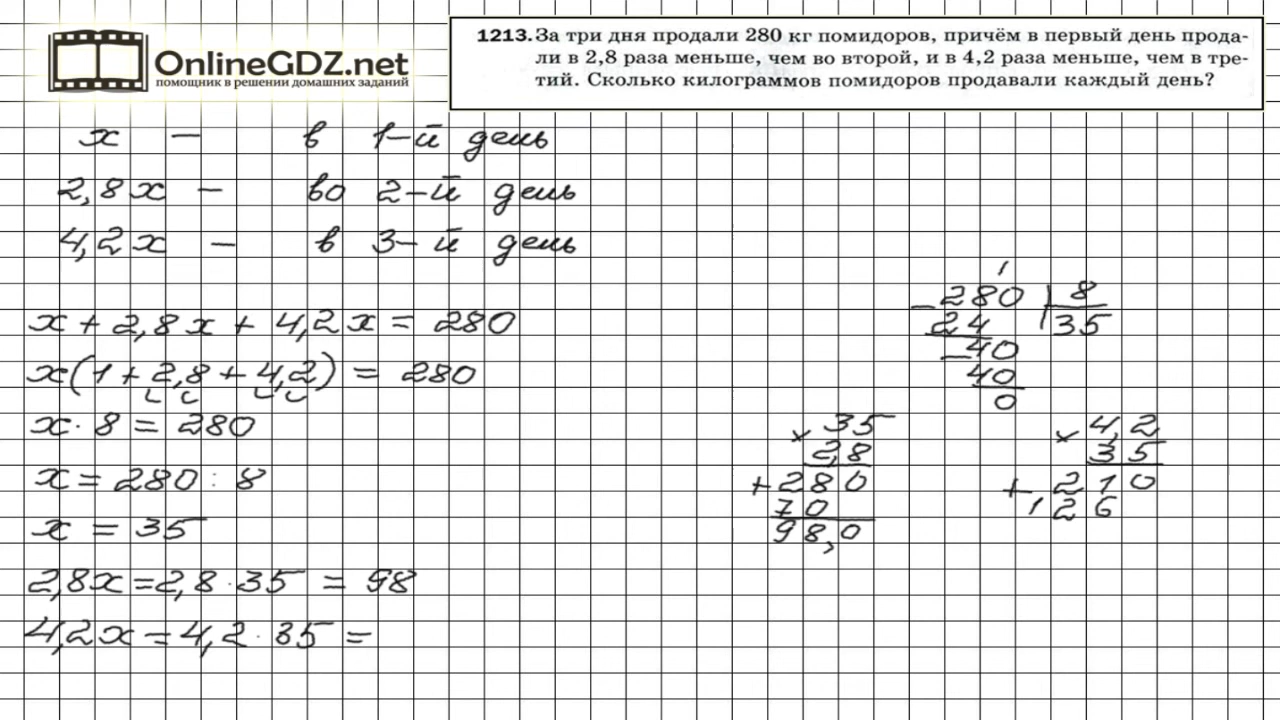 OnlineGDZ.net
помощник в решении домашних заданий
1213. За три дня продали 280 кг помидоров, причём в первый день прода-
ли в 2,8 раза меньше, чем во второй, и в 4,2 раза меньше, чем в тре-
тий. Сколько килограммов помидоров продавали каждый день?
x – в 1-й день
2,8x – во 2-й день
4,2x – в 3-й день
x + 2,8x + 4,2x = 280
x(1 + 2,8 + 4,2) = 280
x · 8 = 280
x = 280 : 8
x = 35
2,8x = 2,8 · 35 = 98
4,2x = 4,2 · 35 =
1
– 280 | 8
24 | 35
– 40
40
0
× 35
2,8
+ 280
70
98,0
× 4,2
35
+ 210
126